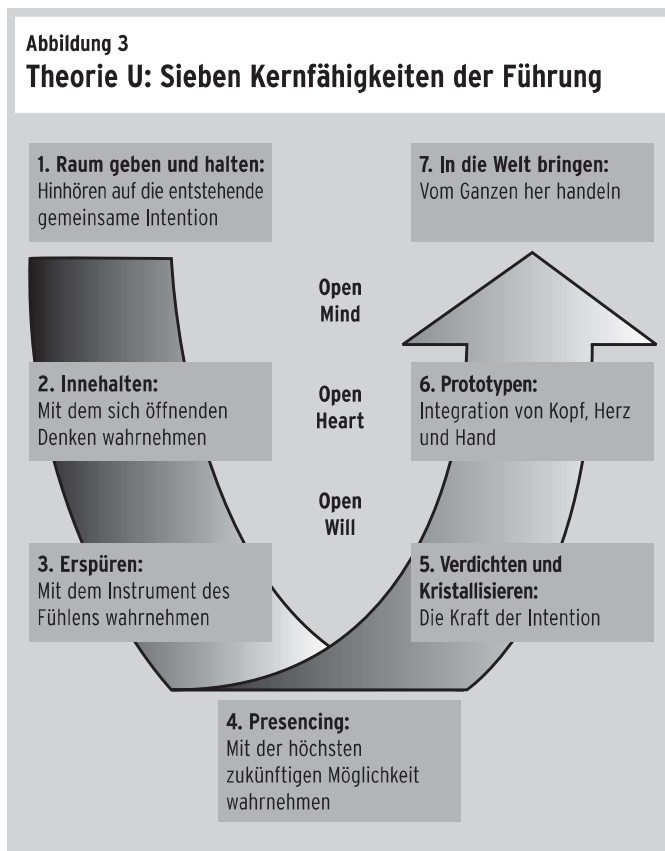 Abbildung 3
Theorie U: Sieben Kernfähigkeiten der Führung
1. Raum geben und halten:
Hinhören auf die entstehende
gemeinsame Intention
7. In die Welt bringen:
Vom Ganzen her handeln
Open
Mind
2. Innehalten:
Mit dem sich öffnenden
Denken wahrnehmen
Open
Heart
6. Prototypen:
Integration von Kopf, Herz
und Hand
Open
Will
3. Erspüren:
Mit dem Instrument des
Fühlens wahrnehmen
5. Verdichten und
Kristallisieren:
Die Kraft der Intention
4. Presencing:
Mit der höchsten
zukünftigen Möglichkeit
wahrnehmen